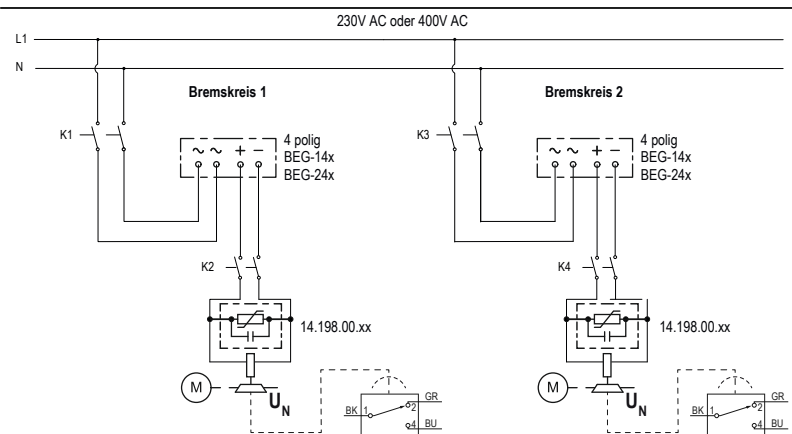 230V AC oder 400V AC
L1
N
Bremskreis 1
Bremskreis 2
K1
~ ~ + −
4 polig
BEG-14x
BEG-24x
K3
~ ~ + −
4 polig
BEG-14x
BEG-24x
K2
K4
14.198.00.xx
14.198.00.xx
M
UN
M
UN
BK 1 2 GR
4 BU
BK 1 2 GR
4 BU